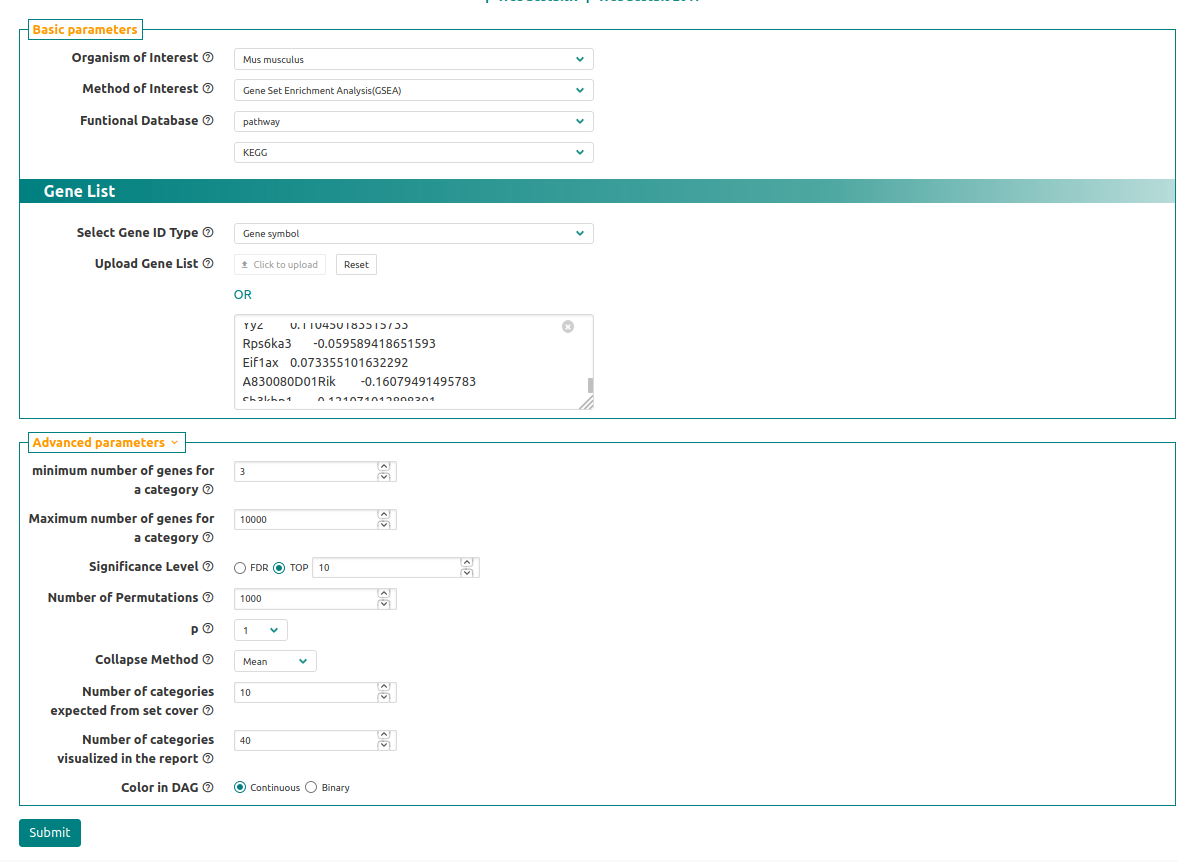 Basic parameters
Organism of Interest
Mus musculus
Method of Interest
Gene Set Enrichment Analysis(GSEA)
Funtional Database
pathway
KEGG
Gene List
Select Gene ID Type
Gene symbol
Upload Gene List
Click to upload
Reset
OR
Yy2 0.110450183515733
Rps6ka3 -0.059589418651593
Eif1ax 0.073355101632292
A830080D01Rik -0.16079491495783
Advanced parameters
minimum number of genes for
a category
3
Maximum number of genes for
a category
10000
Significance Level
FDR TOP 10
Number of Permutations
1000
p
1
Collapse Method
Mean
Number of categories
expected from set cover
10
Number of categories
visualized in the report
40
Color in DAG
Continuous Binary
Submit